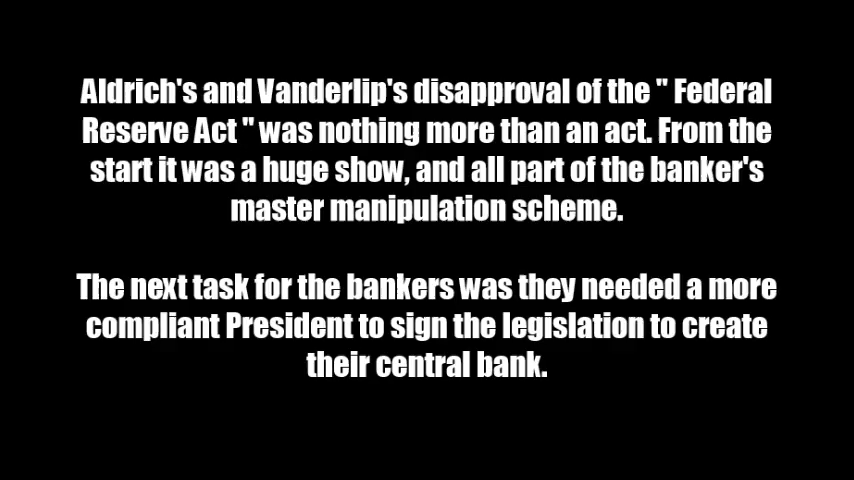 Aldrich's and Vanderlip's disapproval of the " Federal
Reserve Act " was nothing more than an act. From the
start it was a huge show, and all part of the banker's
master manipulation scheme.
The next task for the bankers was they needed a more
compliant President to sign the legislation to create
their central bank.